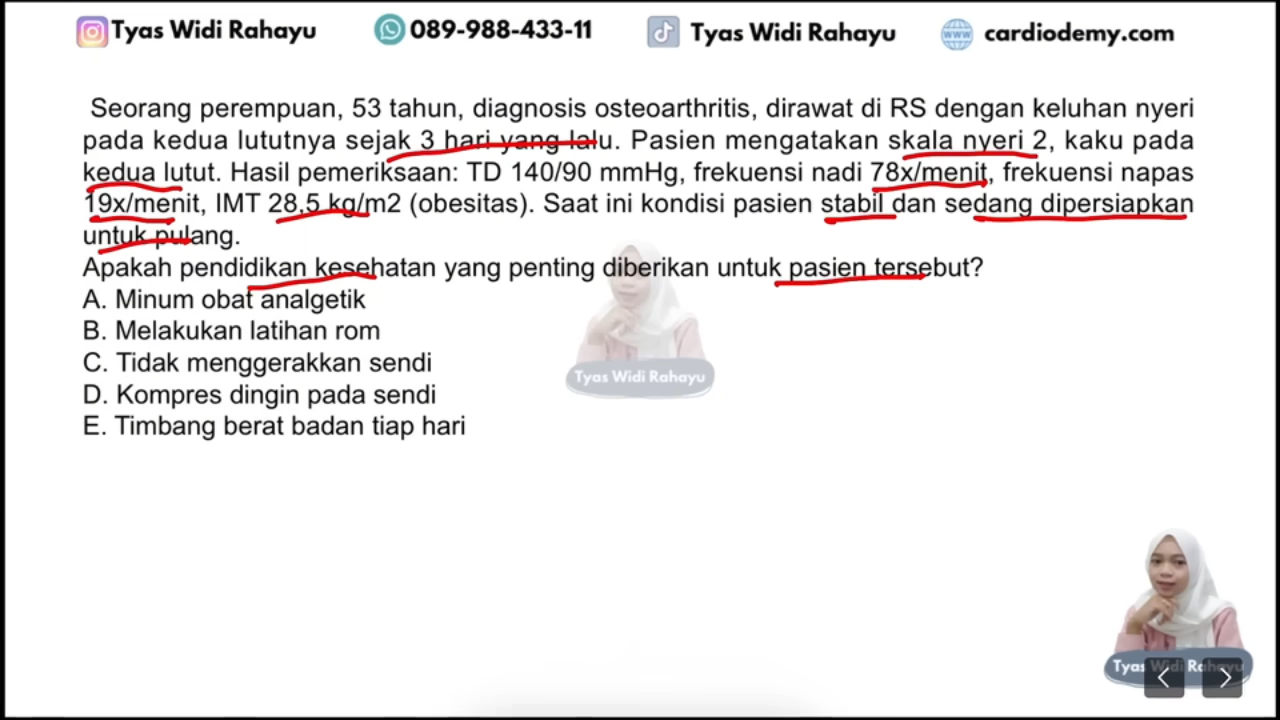 Tyas Widi Rahayu 089-988-433-11 Tyas Widi Rahayu www cardiodemy.com
Seorang perempuan, 53 tahun, diagnosis osteoarthritis, dirawat di RS dengan keluhan nyeri
pada kedua lututnya sejak 3 hari yang lalu. Pasien mengatakan skala nyeri 2, kaku pada
kedua lutut. Hasil pemeriksaan: TD 140/90 mmHg, frekuensi nadi 78x/menit, frekuensi napas
19x/menit, IMT 28,5 kg/m2 (obesitas). Saat ini kondisi pasien stabil dan sedang dipersiapkan
untuk pulang.
Apakah pendidikan kesehatan yang penting diberikan untuk pasien tersebut?
A. Minum obat analgetik
B. Melakukan latihan rom
C. Tidak menggerakkan sendi
D. Kompres dingin pada sendi
E. Timbang berat badan tiap hari
Tyas Widi Rahayu
Tyas Widi Rahayu